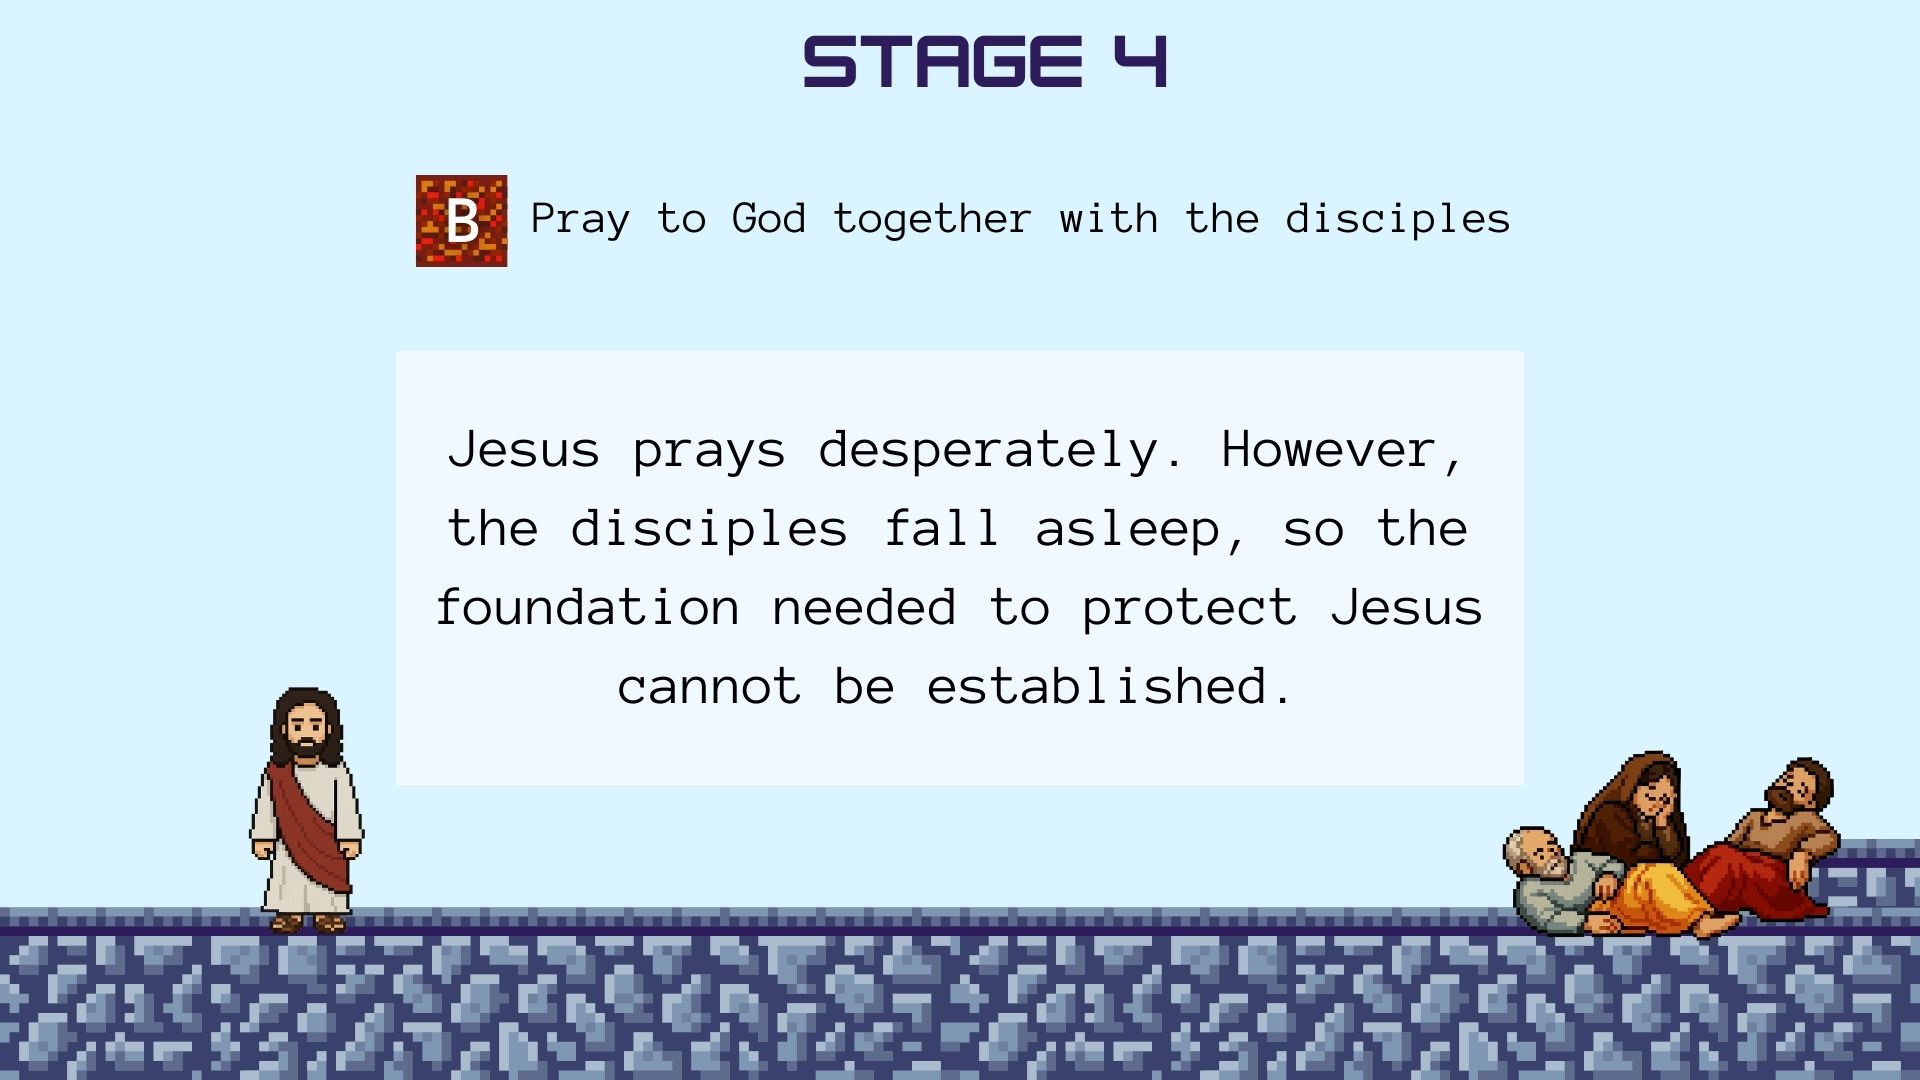 STAGE 4
B Pray to God together with the disciples
Jesus prays desperately. However,
the disciples fall asleep, so the
foundation needed to protect Jesus
cannot be established.